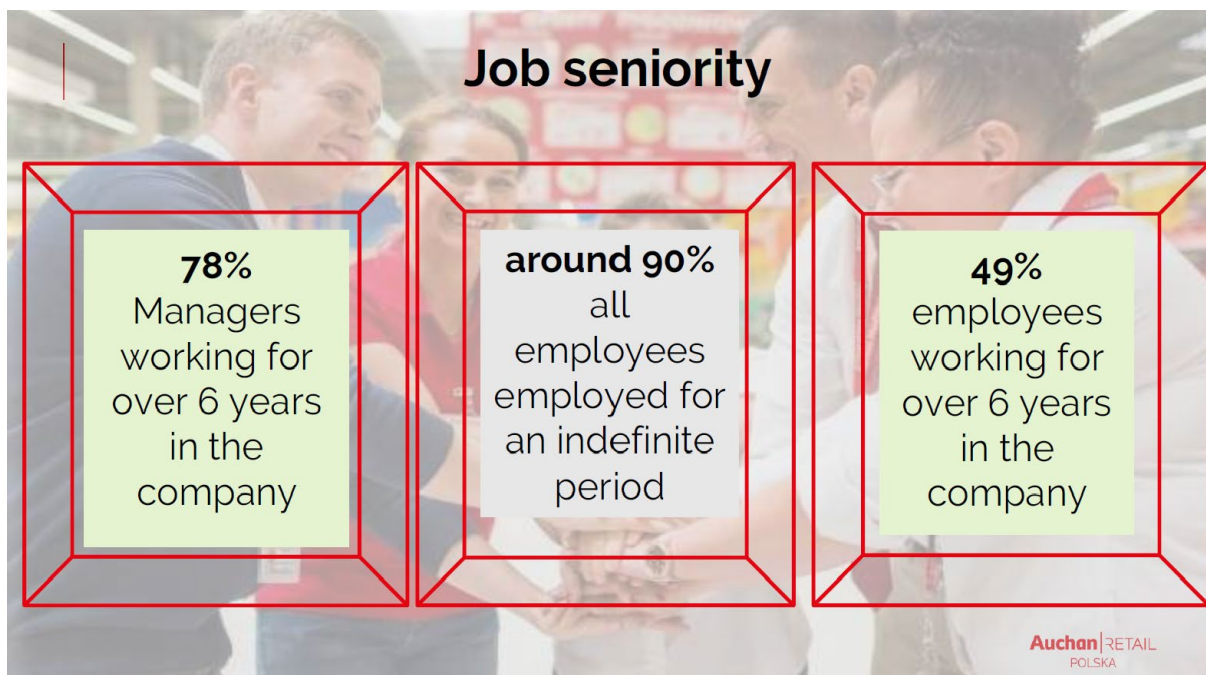 Job seniority
78%
Managers
working for
over 6 years
in the
company
around 90%
all
employees
employed for
an indefinite
period
49%
employees
working for
over 6 years
in the
company
Auchan|RETAIL
POLSKA